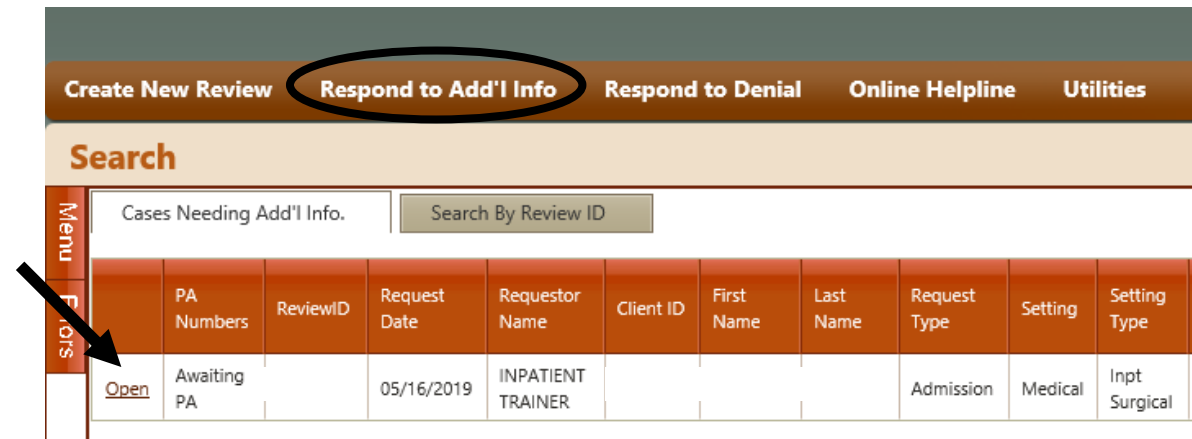 Create New Review Respond to Add'l Info Respond to Denial Online Helpline Utilities
Search
Menu
Cases Needing Add'l Info. Search By Review ID
Errors
PA Numbers ReviewID Request Date Requestor Name Client ID First Name Last Name Request Type Setting Setting Type
Open Awaiting PA 05/16/2019 INPATIENT TRAINER Admission Medical Inpt Surgical